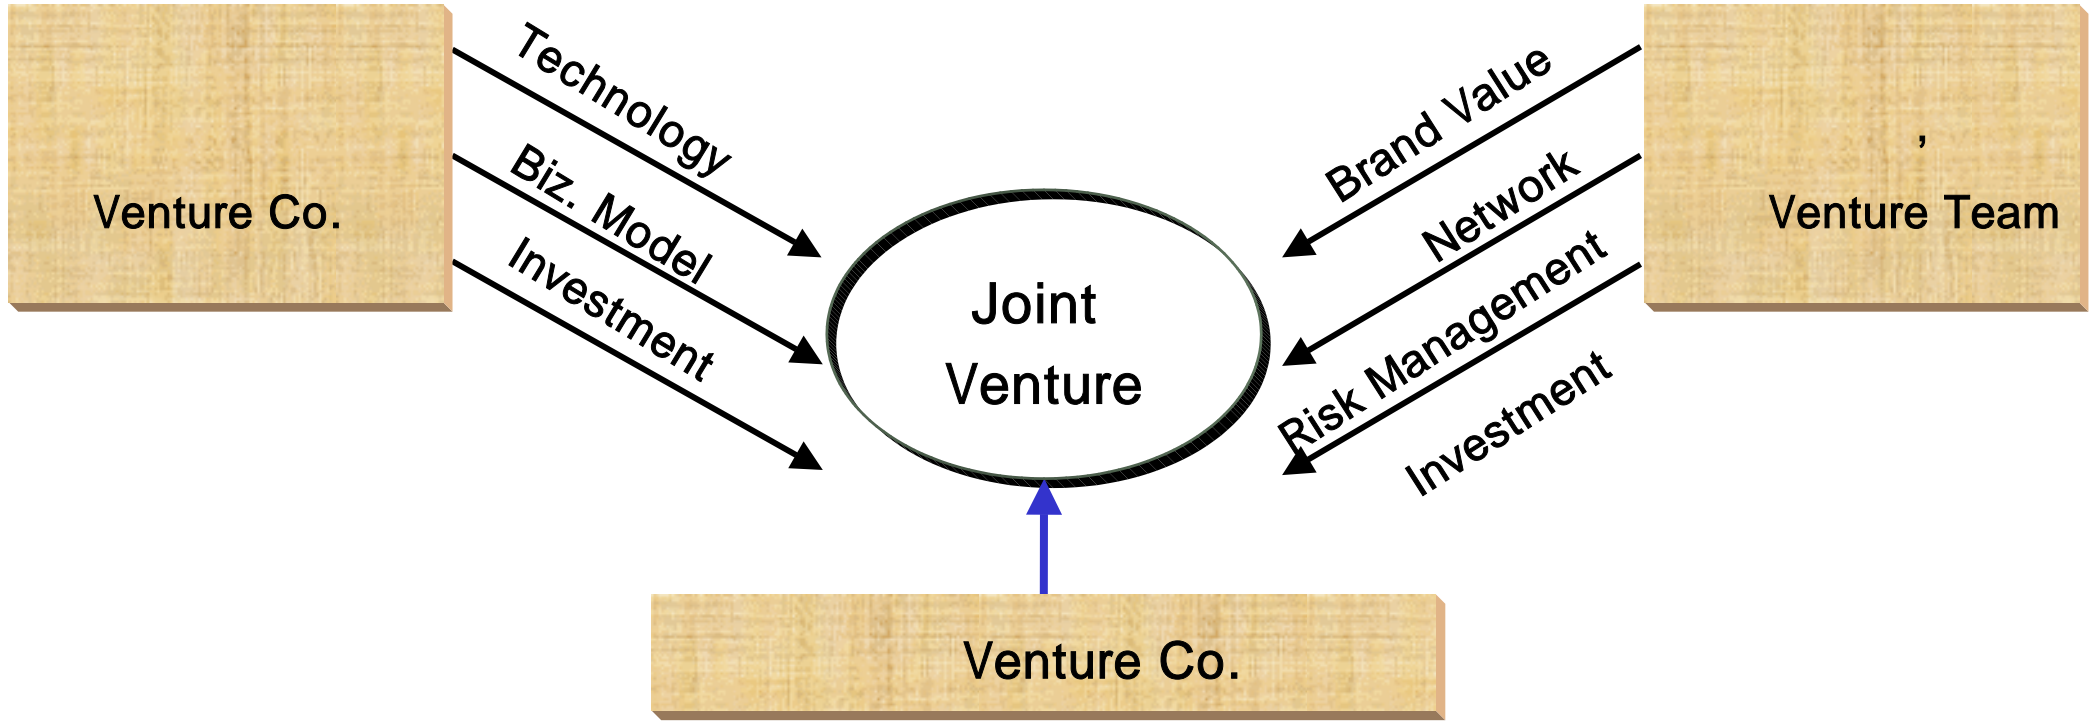 Venture Co.
Technology
Biz. Model
Investment
Joint
Venture
Brand Value
Network
Risk Management
Investment
,
Venture Team
Venture Co.